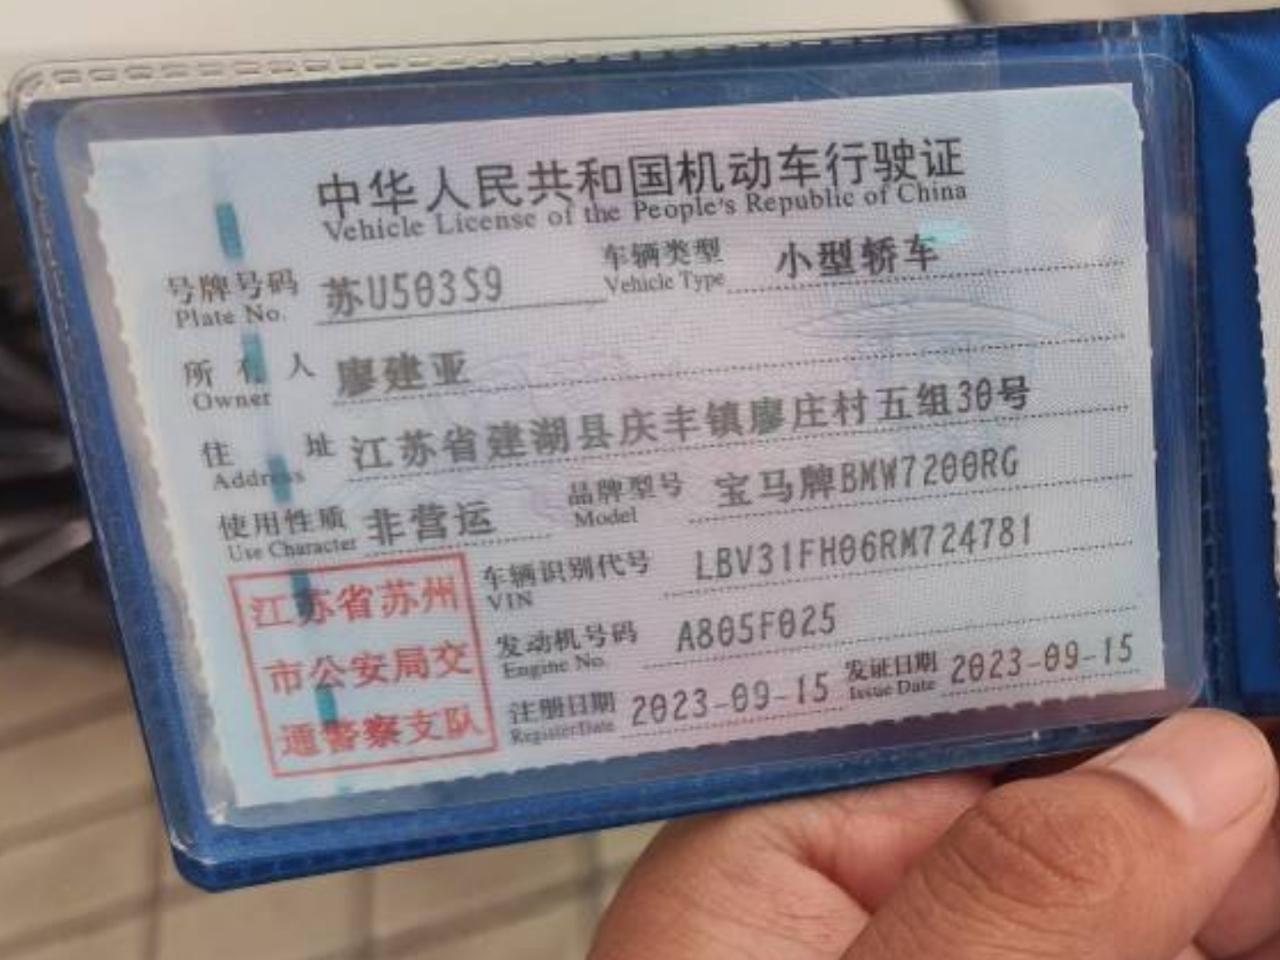 中华人民共和国机动车行驶证
Vehicle License of the People's Republic of China
号牌号码 苏U503S9 车辆类型 小型轿车
Plate No. Vehicle Type
所有人 廖建亚
Owner
住址 江苏省建湖县庆丰镇廖庄村五组30号
Address
使用性质 非营运 品牌型号 宝马牌BMW7200RG
Use Character Model
车辆识别代号 LBV31FH06RM724781
VIN
发动机号码 A805F025
Engine No.
注册日期 2023-09-15 发证日期 2023-09-15
Register Date Issue Date
江苏省苏州
市公安局交
通警察支队